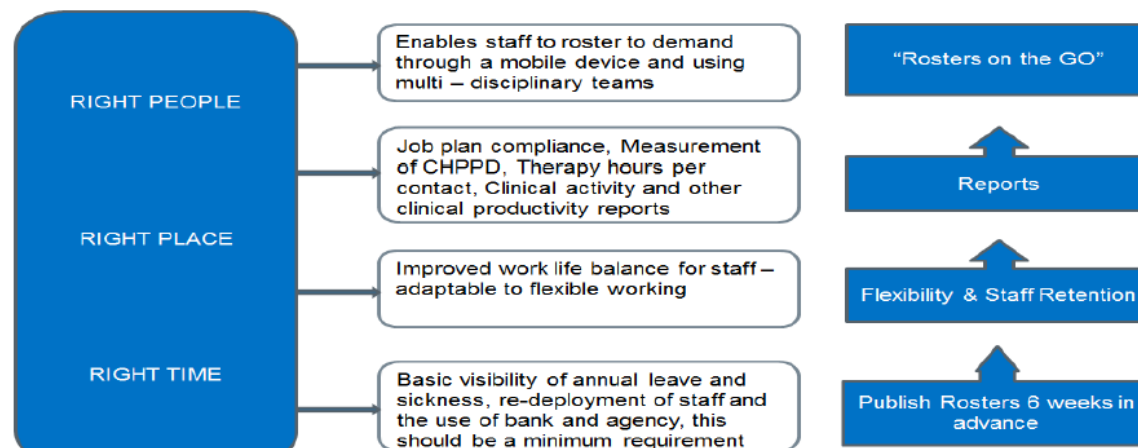 RIGHT PEOPLE
RIGHT PLACE
RIGHT TIME
Enables staff to roster to demand
through a mobile device and using
multi – disciplinary teams
Job plan compliance, Measurement
of CHPPD, Therapy hours per
contact, Clinical activity and other
clinical productivity reports
Improved work life balance for staff –
adaptable to flexible working
Basic visibility of annual leave and
sickness, re-deployment of staff and
the use of bank and agency, this
should be a minimum requirement
“Rosters on the GO”
Reports
Flexibility & Staff Retention
Publish Rosters 6 weeks in
advance